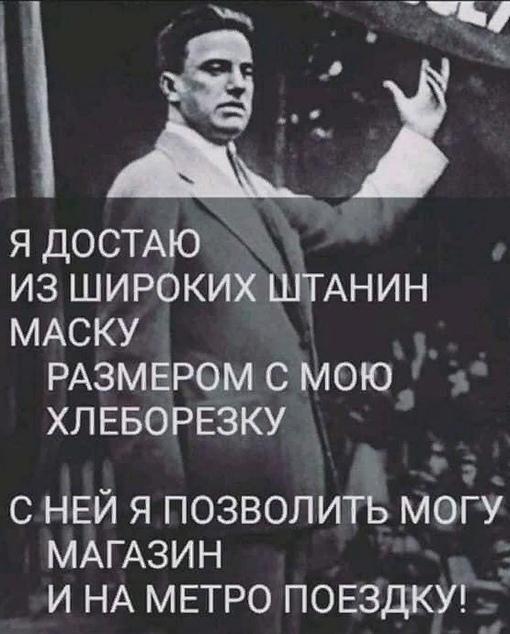 Я ДОСТАЮ
ИЗ ШИРОКИХ ШТАНИН
МАСКУ
РАЗМЕРОМ С МОЮ
ХЛЕБОРЕЗКУ
С НЕЙ Я ПОЗВОЛИТЬ МОГУ
МАГАЗИН
И НА МЕТРО ПОЕЗДКУ!